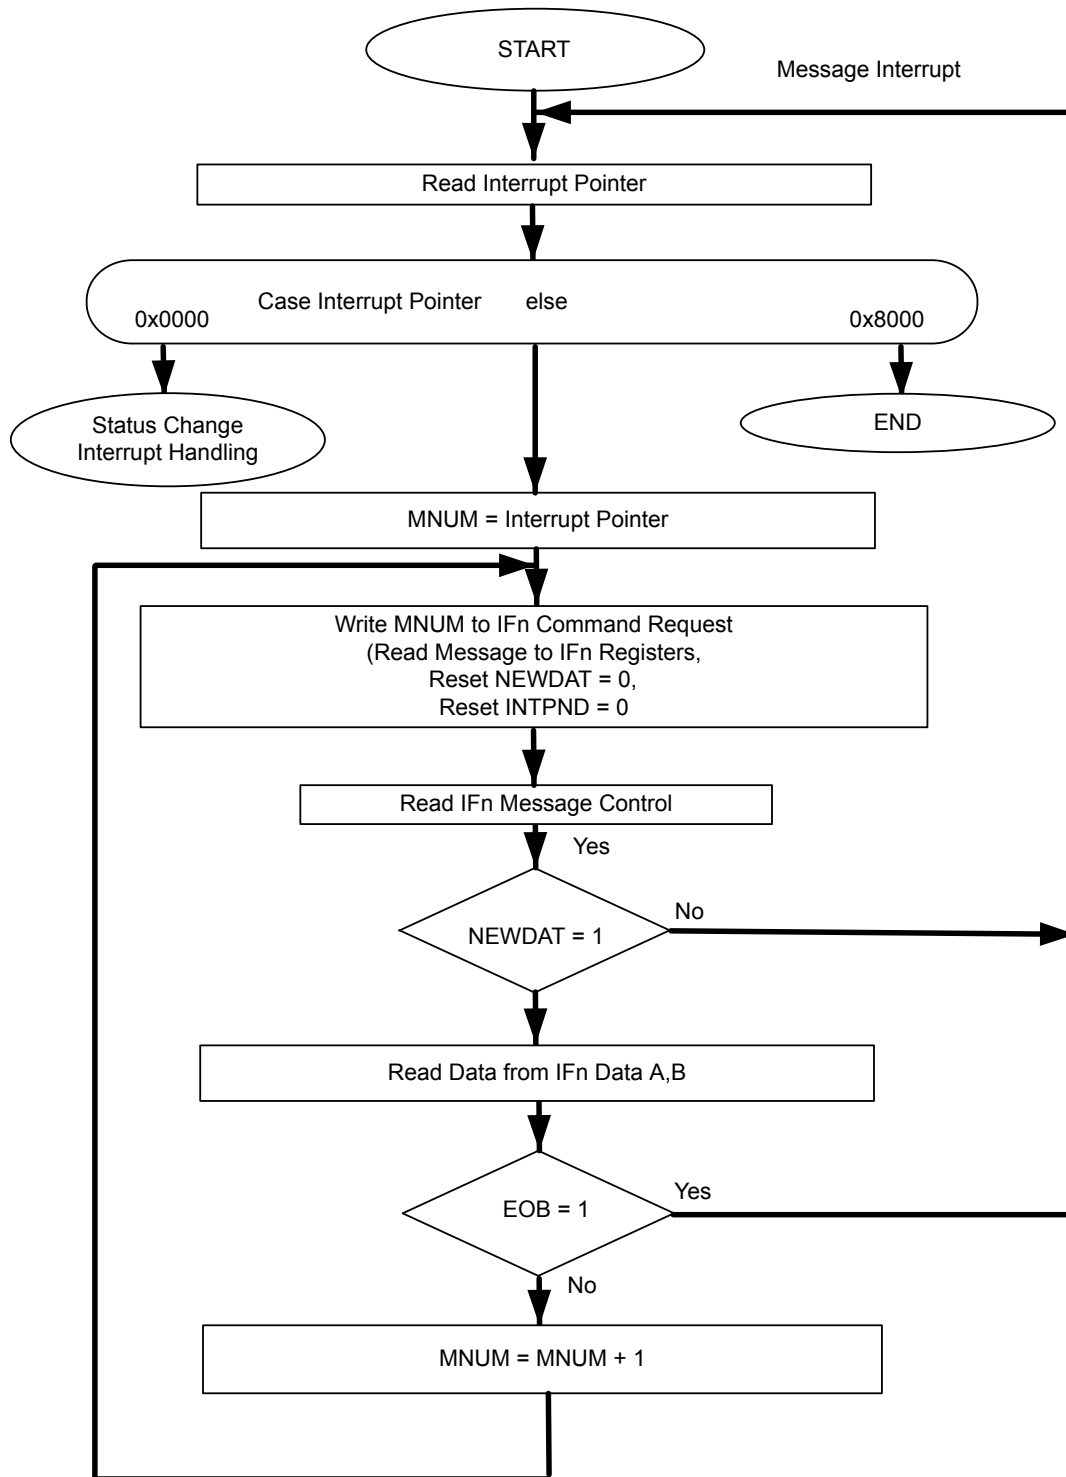 START
Message Interrupt
Read Interrupt Pointer
Case Interrupt Pointer else
0x0000
0x8000
Status Change
Interrupt Handling
END
MNUM = Interrupt Pointer
Write MNUM to IFn Command Request
(Read Message to IFn Registers,
Reset NEWDAT = 0,
Reset INTPND = 0
Read IFn Message Control
Yes
NEWDAT = 1
No
Read Data from IFn Data A,B
EOB = 1
Yes
No
MNUM = MNUM + 1